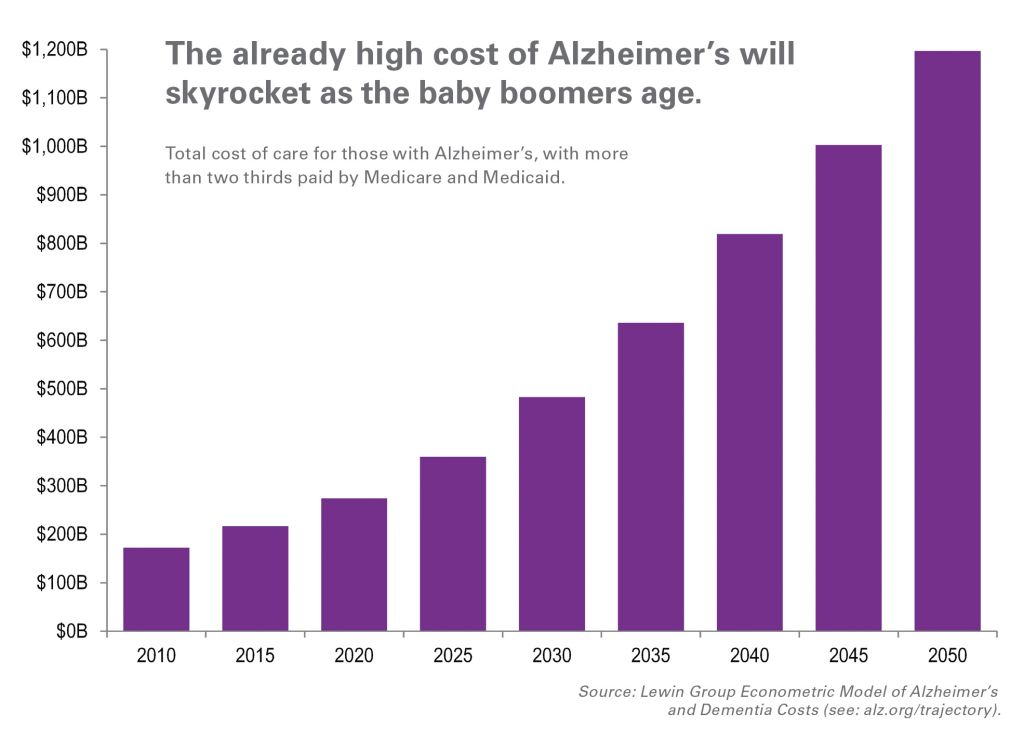 The already high cost of Alzheimer’s will
skyrocket as the baby boomers age.
Total cost of care for those with Alzheimer’s, with more
than two thirds paid by Medicare and Medicaid.
$1,200B
$1,100B
$1,000B
$900B
$800B
$700B
$600B
$500B
$400B
$300B
$200B
$100B
$0B
2010 2015 2020 2025 2030 2035 2040 2045 2050
Source: Lewin Group Econometric Model of Alzheimer’s
and Dementia Costs (see: alz.org/trajectory).